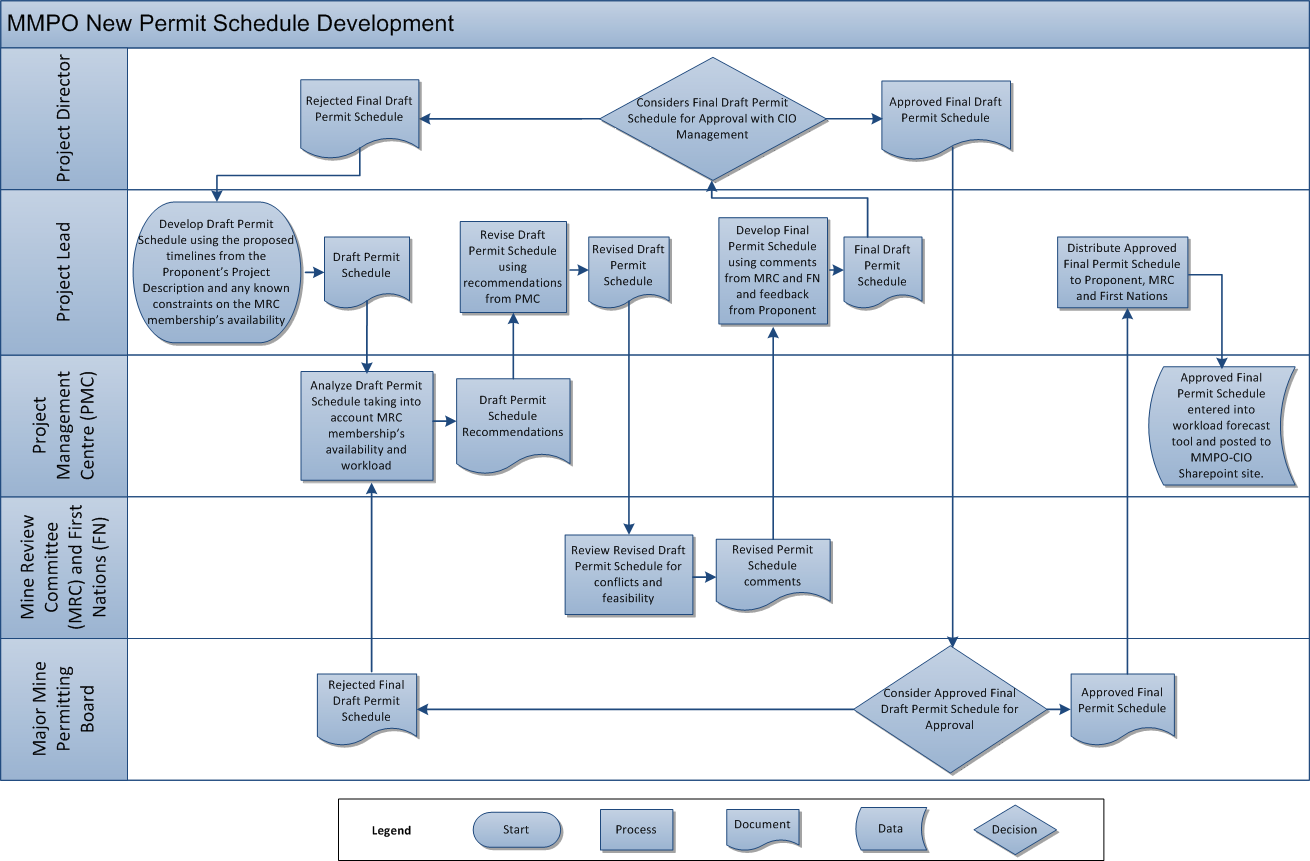 MMPO New Permit Schedule Development
Project Director
Rejected Final Draft
Permit Schedule
Considers Final Draft Permit
Schedule for Approval with CIO
Management
Approved Final Draft
Permit Schedule
Project Lead
Develop Draft Permit
Schedule using the proposed
timelines from the
Proponent's Project
Description and any known
constraints on the MRC
membership's availability
Draft Permit
Schedule
Revise Draft
Permit Schedule
using
recommendations
from PMC
Revised Draft
Permit
Schedule
Develop Final
Permit Schedule
using comments
from MRC and FN
and feedback
from Proponent
Final Draft
Permit
Schedule
Distribute Approved
Final Permit Schedule
to Proponent, MRC
and First Nations
Project
Management
Centre (PMC)
Analyze Draft Permit
Schedule taking into
account MRC
membership's
availability and
workload
Draft Permit
Schedule
Recommendations
Approved Final
Permit Schedule
entered into
workload forecast
tool and posted to
MMPO-CIO
Sharepoint site.
Mine Review
Committee
(MRC) and First
Nations (FN)
Review Revised Draft
Permit Schedule for
conflicts and
feasibility
Revised Permit
Schedule
comments
Major Mine
Permitting
Board
Rejected Final
Draft Permit
Schedule
Consider Approved Final
Draft Permit Schedule for
Approval
Approved Final
Permit Schedule
Legend
Start
Process
Document
Data
Decision